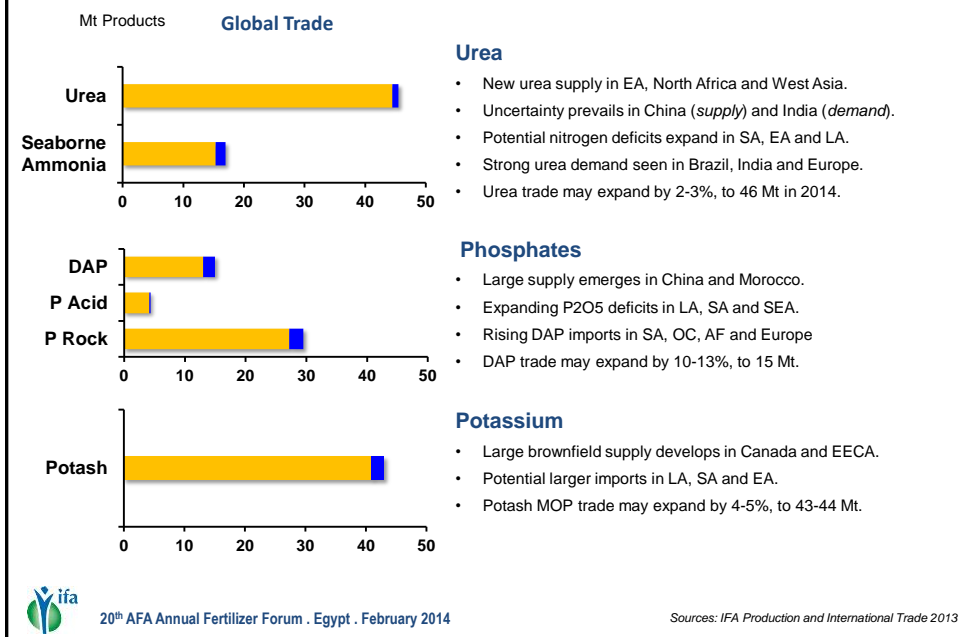 Mt Products
Global Trade
Urea
Seaborne
Ammonia
0 10 20 30 40 50
DAP
P Acid
P Rock
0 10 20 30 40 50
Potash
0 10 20 30 40 50
Urea
• New urea supply in EA, North Africa and West Asia.
• Uncertainty prevails in China (supply) and India (demand).
• Potential nitrogen deficits expand in SA, EA and LA.
• Strong urea demand seen in Brazil, India and Europe.
• Urea trade may expand by 2-3%, to 46 Mt in 2014.
Phosphates
• Large supply emerges in China and Morocco.
• Expanding P2O5 deficits in LA, SA and SEA.
• Rising DAP imports in SA, OC, AF and Europe
• DAP trade may expand by 10-13%, to 15 Mt.
Potassium
• Large brownfield supply develops in Canada and EECA.
• Potential larger imports in LA, SA and EA.
• Potash MOP trade may expand by 4-5%, to 43-44 Mt.
ifa
20th AFA Annual Fertilizer Forum . Egypt . February 2014
Sources: IFA Production and International Trade 2013